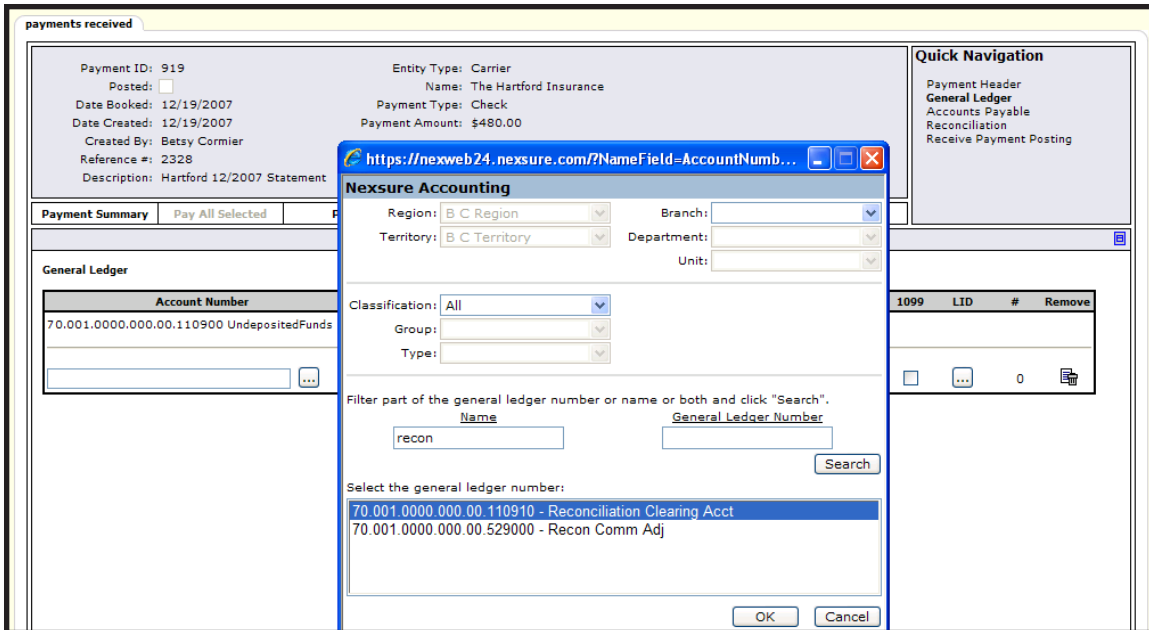 payments received
Payment ID: 919
Posted:
Date Booked: 12/19/2007
Date Created: 12/19/2007
Created By: Betsy Cormier
Reference #: 2328
Description: Hartford 12/2007 Statement
Entity Type: Carrier
Name: The Hartford Insurance
Payment Type: Check
Payment Amount: $480.00
Quick Navigation
Payment Header
General Ledger
Accounts Payable
Reconciliation
Receive Payment Posting
Payment Summary Pay All Selected
General Ledger
Account Number 1099 LID # Remove
70.001.0000.000.00.110900 UndepositedFunds
... ... 0
https://nexweb24.nexsure.com/?NameField=AccountNumb...
Nexsure Accounting
Region: B C Region Branch:
Territory: B C Territory Department:
Unit:
Classification: All
Group:
Type:
Filter part of the general ledger number or name or both and click "Search".
Name General Ledger Number
recon
Search
Select the general ledger number:
70.001.0000.000.00.110910 - Reconciliation Clearing Acct
70.001.0000.000.00.529000 - Recon Comm Adj
OK Cancel